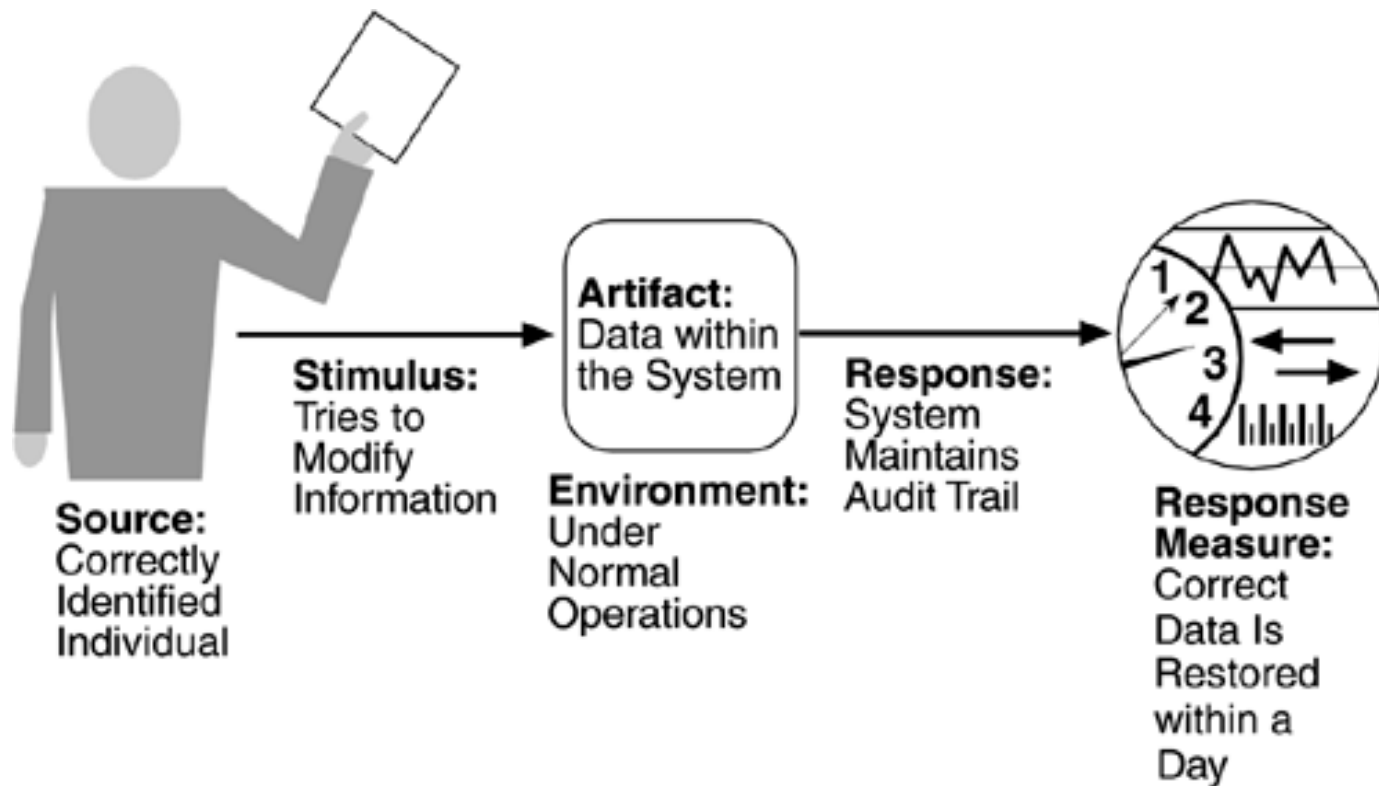 Source:
Correctly
Identified
Individual
Stimulus:
Tries to
Modify
Information
Artifact:
Data within
the System
Environment:
Under
Normal
Operations
Response:
System
Maintains
Audit Trail
1
2
3
4
Response
Measure:
Correct
Data Is
Restored
within a
Day